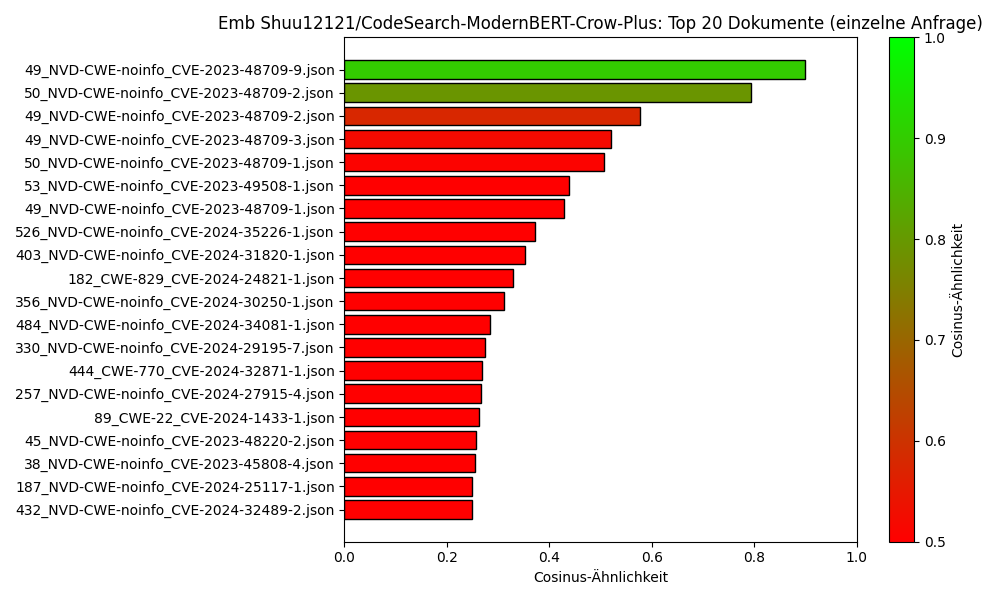 Emb Shuu12121/CodeSearch-ModernBERT-Crow-Plus: Top 20 Dokumente (einzelne Anfrage)
49_NVD-CWE-noinfo_CVE-2023-48709-9.json
50_NVD-CWE-noinfo_CVE-2023-48709-2.json
49_NVD-CWE-noinfo_CVE-2023-48709-2.json
49_NVD-CWE-noinfo_CVE-2023-48709-3.json
50_NVD-CWE-noinfo_CVE-2023-48709-1.json
53_NVD-CWE-noinfo_CVE-2023-49508-1.json
49_NVD-CWE-noinfo_CVE-2023-48709-1.json
526_NVD-CWE-noinfo_CVE-2024-35226-1.json
403_NVD-CWE-noinfo_CVE-2024-31820-1.json
182_CWE-829_CVE-2024-24821-1.json
356_NVD-CWE-noinfo_CVE-2024-30250-1.json
484_NVD-CWE-noinfo_CVE-2024-34081-1.json
330_NVD-CWE-noinfo_CVE-2024-29195-7.json
444_CWE-770_CVE-2024-32871-1.json
257_NVD-CWE-noinfo_CVE-2024-27915-4.json
89_CWE-22_CVE-2024-1433-1.json
45_NVD-CWE-noinfo_CVE-2023-48220-2.json
38_NVD-CWE-noinfo_CVE-2023-45808-4.json
187_NVD-CWE-noinfo_CVE-2024-25117-1.json
432_NVD-CWE-noinfo_CVE-2024-32489-2.json
0.0 0.2 0.4 0.6 0.8 1.0
Cosinus-Ähnlichkeit
1.0
0.9
0.8
0.7
0.6
0.5
Cosinus-Ähnlichkeit